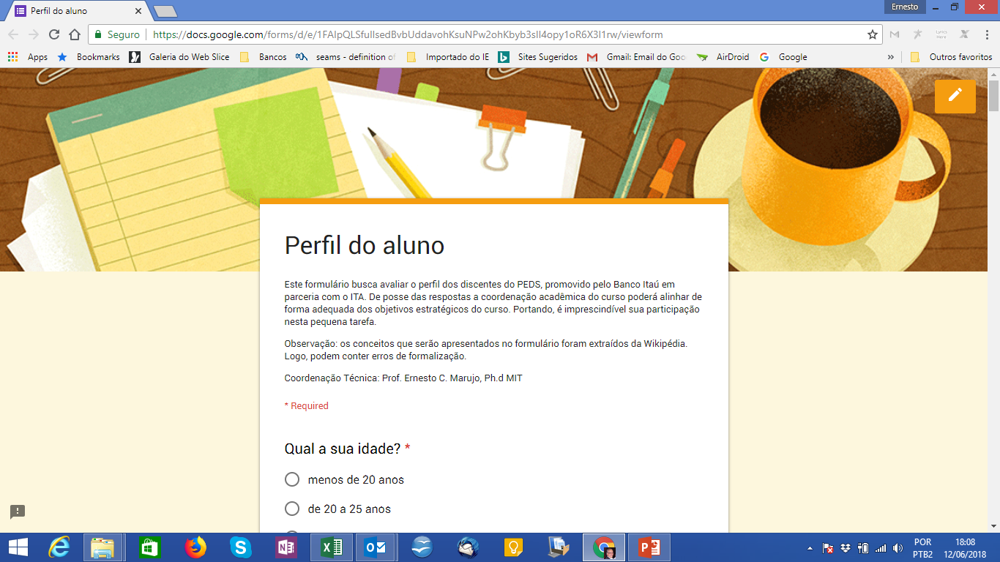 Perfil do aluno
Ernesto
Seguro
https://docs.google.com/forms/d/e/1FAIpQLSfuIlsedBvbUddavohKsuNPw2ohKbyb3sIl4opy1oR6X3I1rw/viewform
Apps Bookmarks Galeria do Web Slice Bancos seams - definition of Importado do IE Sites Sugeridos Gmail: Email do Goo AirDroid Google » Outros favoritos
Perfil do aluno
Este formulário busca avaliar o perfil dos discentes do PEDS, promovido pelo Banco Itaú em
parceria com o ITA. De posse das respostas a coordenação acadêmica do curso poderá alinhar de
forma adequada dos objetivos estratégicos do curso. Portando, é imprescindível sua participação
nesta pequena tarefa.
Observação: os conceitos que serão apresentados no formulário foram extraídos da Wikipédia.
Logo, podem conter erros de formalização.
Coordenação Técnica: Prof. Ernesto C. Marujo, Ph.d MIT
* Required
Qual a sua idade? *
menos de 20 anos
de 20 a 25 anos
POR 18:08
PTB2 12/06/2018